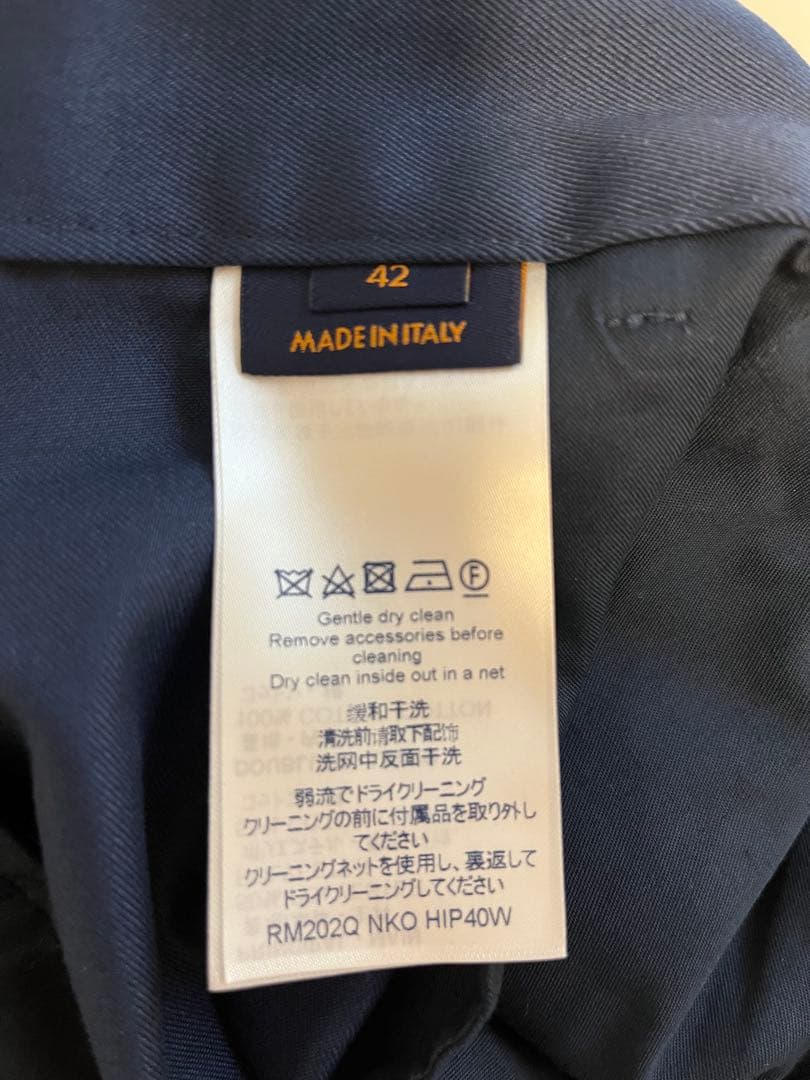 42
MADE IN ITALY
F
Gentle dry clean
Remove accessories before
cleaning
Dry clean inside out in a net
缓和干洗
清洗前请取下配饰
洗网中反面干洗
弱流でドライクリーニング
クリーニングの前に付属品を取り外し
てください
クリーニングネットを使用し、裏返して
ドライクリーニングしてください
RM202Q NKO HIP40W